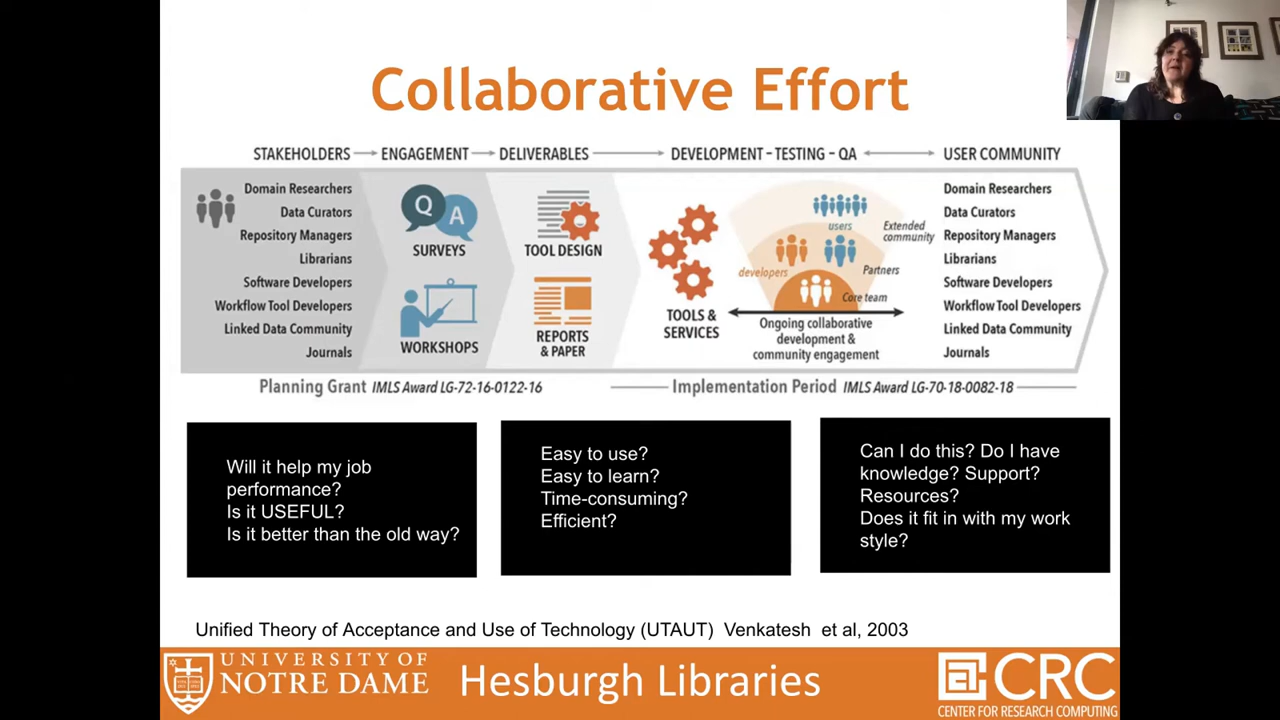 Collaborative Effort
STAKEHOLDERS
ENGAGEMENT
DELIVERABLES
DEVELOPMENT – TESTING – QA
USER COMMUNITY
Domain Researchers
Data Curators
Repository Managers
Librarians
Software Developers
Workflow Tool Developers
Linked Data Community
Journals
Q
A
SURVEYS
WORKSHOPS
TOOL DESIGN
REPORTS
& PAPER
TOOLS &
SERVICES
users
Extended
community
developers
Partners
Core team
Ongoing collaborative
development &
community engagement
Domain Researchers
Data Curators
Repository Managers
Librarians
Software Developers
Workflow Tool Developers
Linked Data Community
Journals
Planning Grant IMLS Award LG-72-16-0122-16
Implementation Period IMLS Award LG-70-18-0082-18
Will it help my job
performance?
Is it USEFUL?
Is it better than the old way?
Easy to use?
Easy to learn?
Time-consuming?
Efficient?
Can I do this? Do I have
knowledge? Support?
Resources?
Does it fit in with my work
style?
Unified Theory of Acceptance and Use of Technology (UTAUT) Venkatesh et al, 2003
UNIVERSITY OF
NOTRE DAME
Hesburgh Libraries
CRC
CENTER FOR RESEARCH COMPUTING